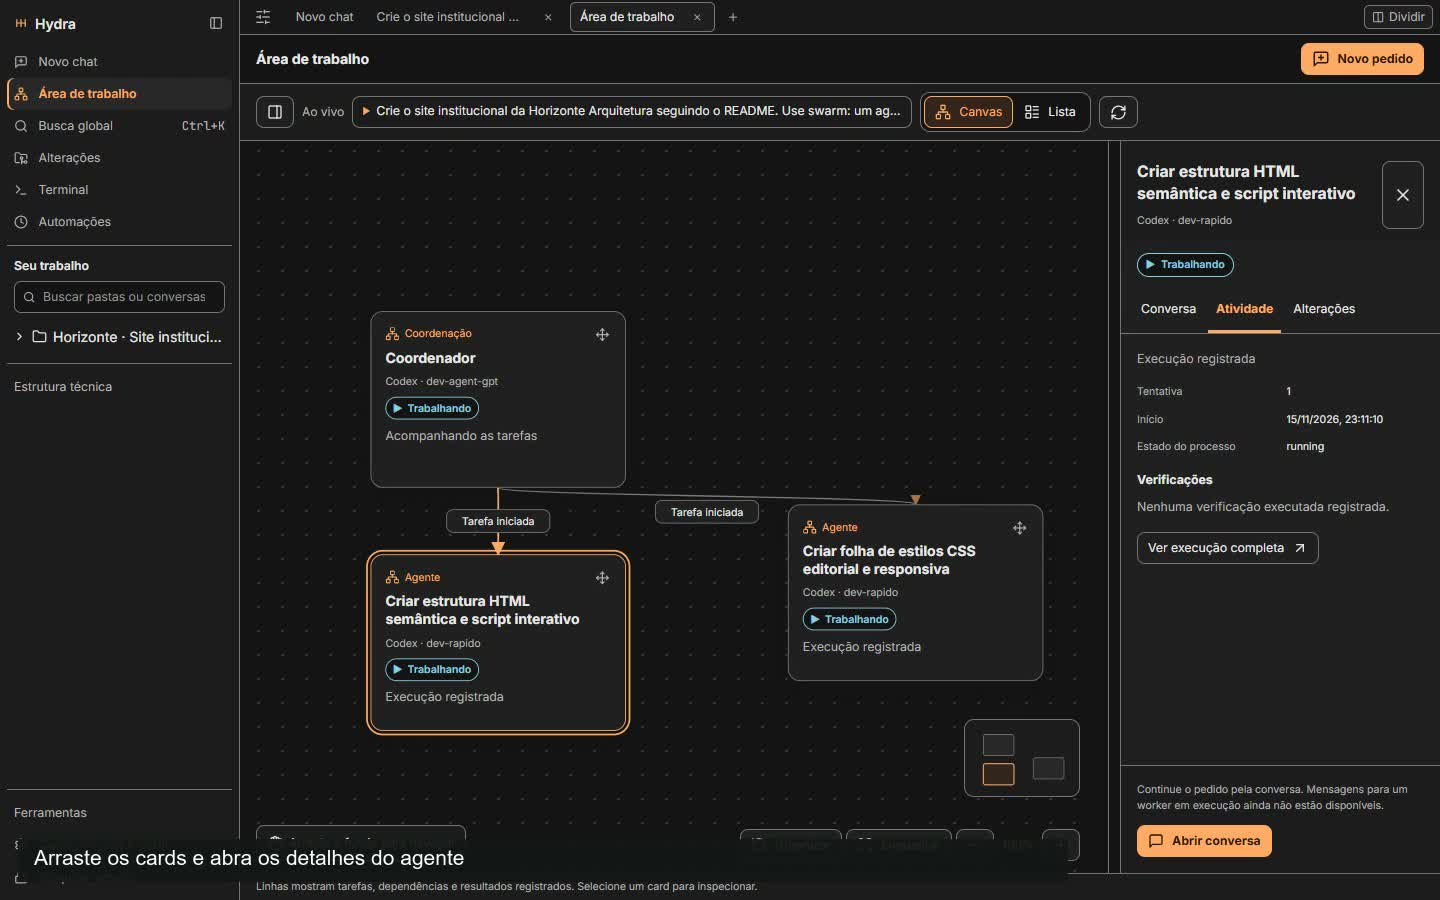 Hydra
Novo chat
Área de trabalho
Busca global Ctrl+K
Alterações
Terminal
Automações
Seu trabalho
Buscar pastas ou conversas
Horizonte · Site instituci...
Estrutura técnica
Ferramentas
Novo chat
Crie o site institucional ...
Área de trabalho
Dividir
Área de trabalho
Novo pedido
Ao vivo
Crie o site institucional da Horizonte Arquitetura seguindo o README. Use swarm: um ag...
Canvas
Lista
Coordenação
Coordenador
Codex · dev-agent-gpt
Trabalhando
Acompanhando as tarefas
Tarefa iniciada
Tarefa iniciada
Agente
Criar estrutura HTML
semântica e script interativo
Codex · dev-rapido
Trabalhando
Execução registrada
Agente
Criar folha de estilos CSS
editorial e responsiva
Codex · dev-rapido
Trabalhando
Execução registrada
Criar estrutura HTML
semântica e script interativo
Codex · dev-rapido
Trabalhando
Conversa
Atividade
Alterações
Execução registrada
Tentativa 1
Início 15/11/2026, 23:11:10
Estado do processo running
Verificações
Nenhuma verificação executada registrada.
Ver execução completa
Continue o pedido pela conversa. Mensagens para um
worker em execução ainda não estão disponíveis.
Abrir conversa
Arraste os cards e abra os detalhes do agente
Linhas mostram tarefas, dependências e resultados registrados. Selecione um card para inspecionar.